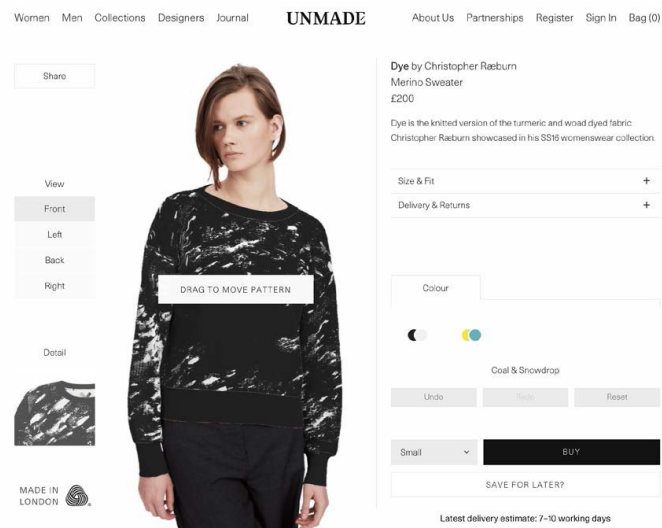 Women Men Collections Designers Journal UNMADE About Us Partnerships Register Sign In Bag (0)
Share
Dye by Christopher Ræburn
Merino Sweater
£200
Dye is the knitted version of the turmeric and woad dyed fabric
Christopher Ræburn showcased in his SS16 womenswear collection.
View
Front
Left
Back
Right
Size & Fit +
Delivery & Returns +
DRAG TO MOVE PATTERN
Colour
Detail
Coal & Snowdrop
Undo Redo Reset
Small BUY
SAVE FOR LATER?
MADE IN
LONDON
Latest delivery estimate: 7-10 working days